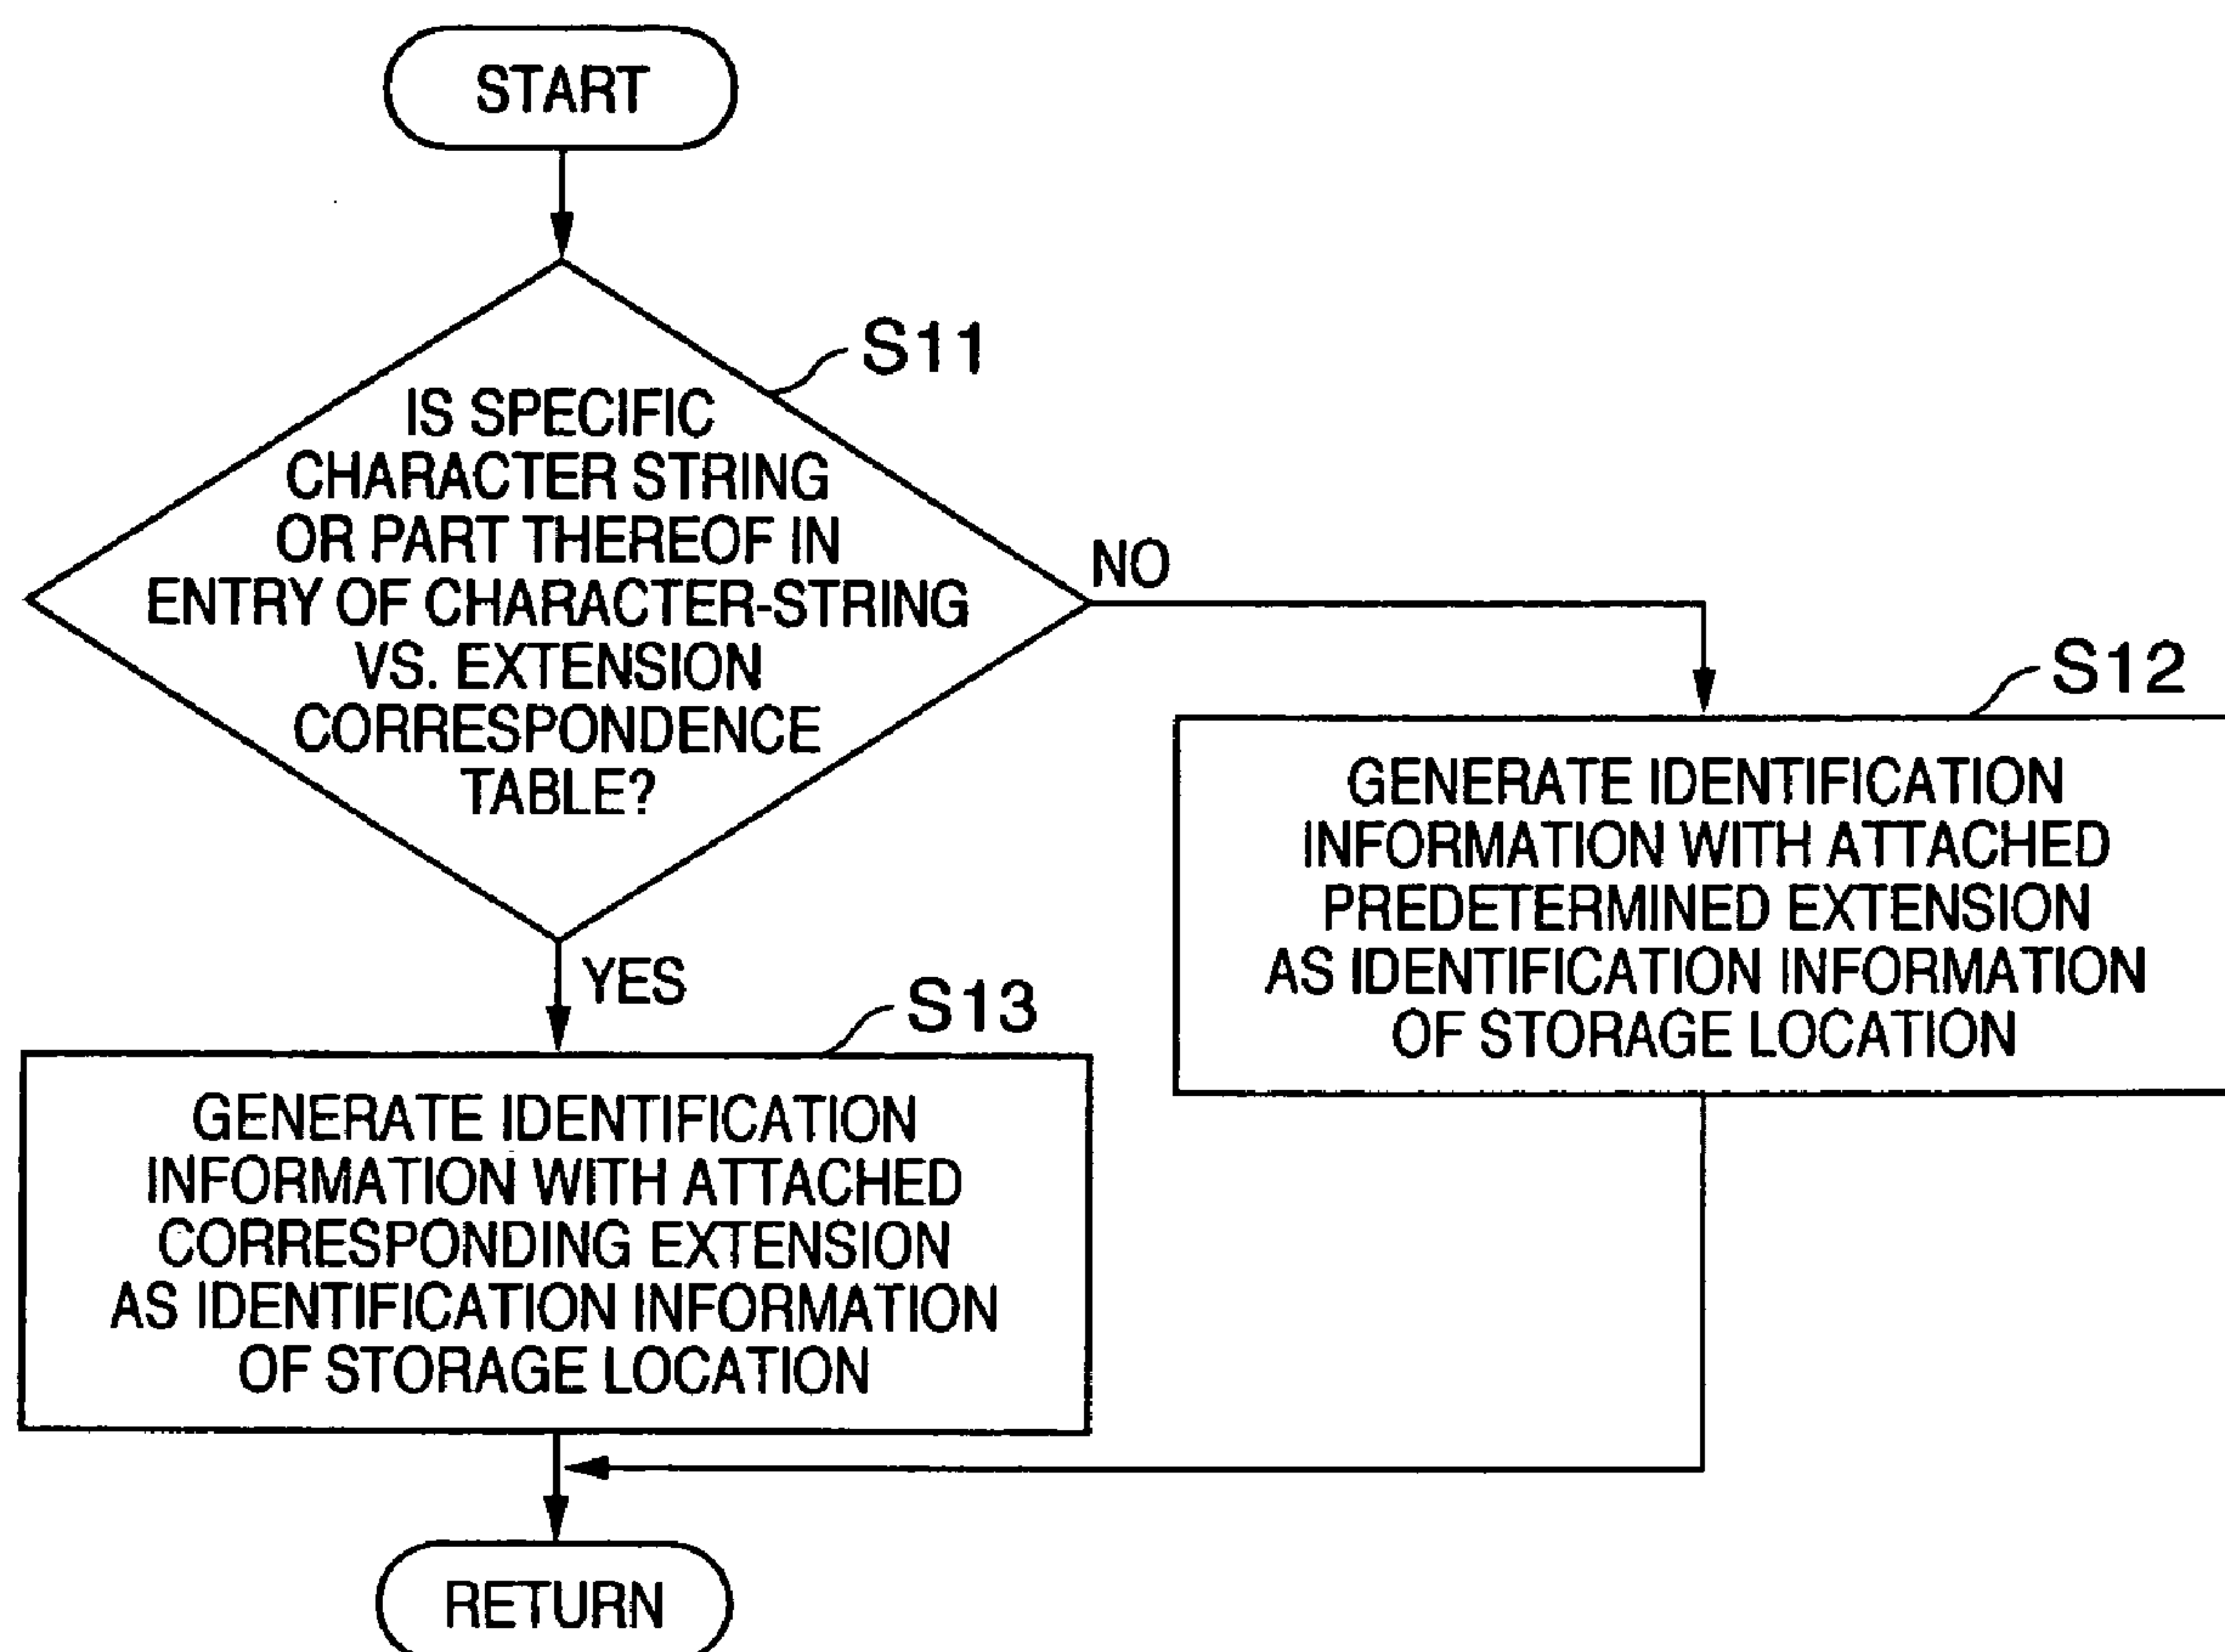 START
S11
IS SPECIFIC
CHARACTER STRING
OR PART THEREOF IN
ENTRY OF CHARACTER-STRING
VS. EXTENSION
CORRESPONDENCE
TABLE?
NO
S12
GENERATE IDENTIFICATION
INFORMATION WITH ATTACHED
PREDETERMINED EXTENSION
AS IDENTIFICATION INFORMATION
OF STORAGE LOCATION
YES
S13
GENERATE IDENTIFICATION
INFORMATION WITH ATTACHED
CORRESPONDING EXTENSION
AS IDENTIFICATION INFORMATION
OF STORAGE LOCATION
RETURN